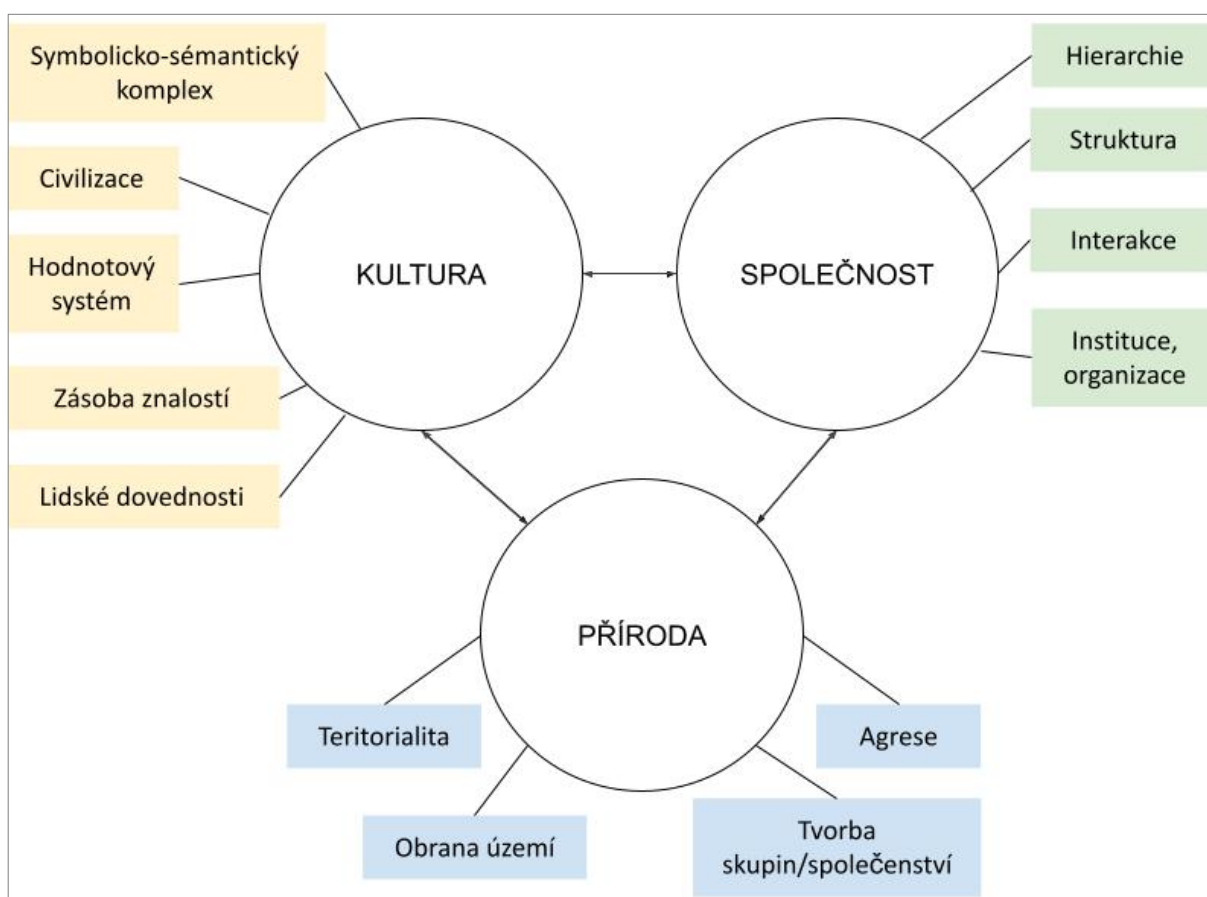 Symbolicko-sémantický
komplex
Civilizace
Hodnotový
systém
Zásoba znalostí
Lidské dovednosti
KULTURA
SPOLEČNOST
Hierarchie
Struktura
Interakce
Instituce,
organizace
PŘÍRODA
Teritorialita
Obrana území
Agrese
Tvorba
skupin/společenství